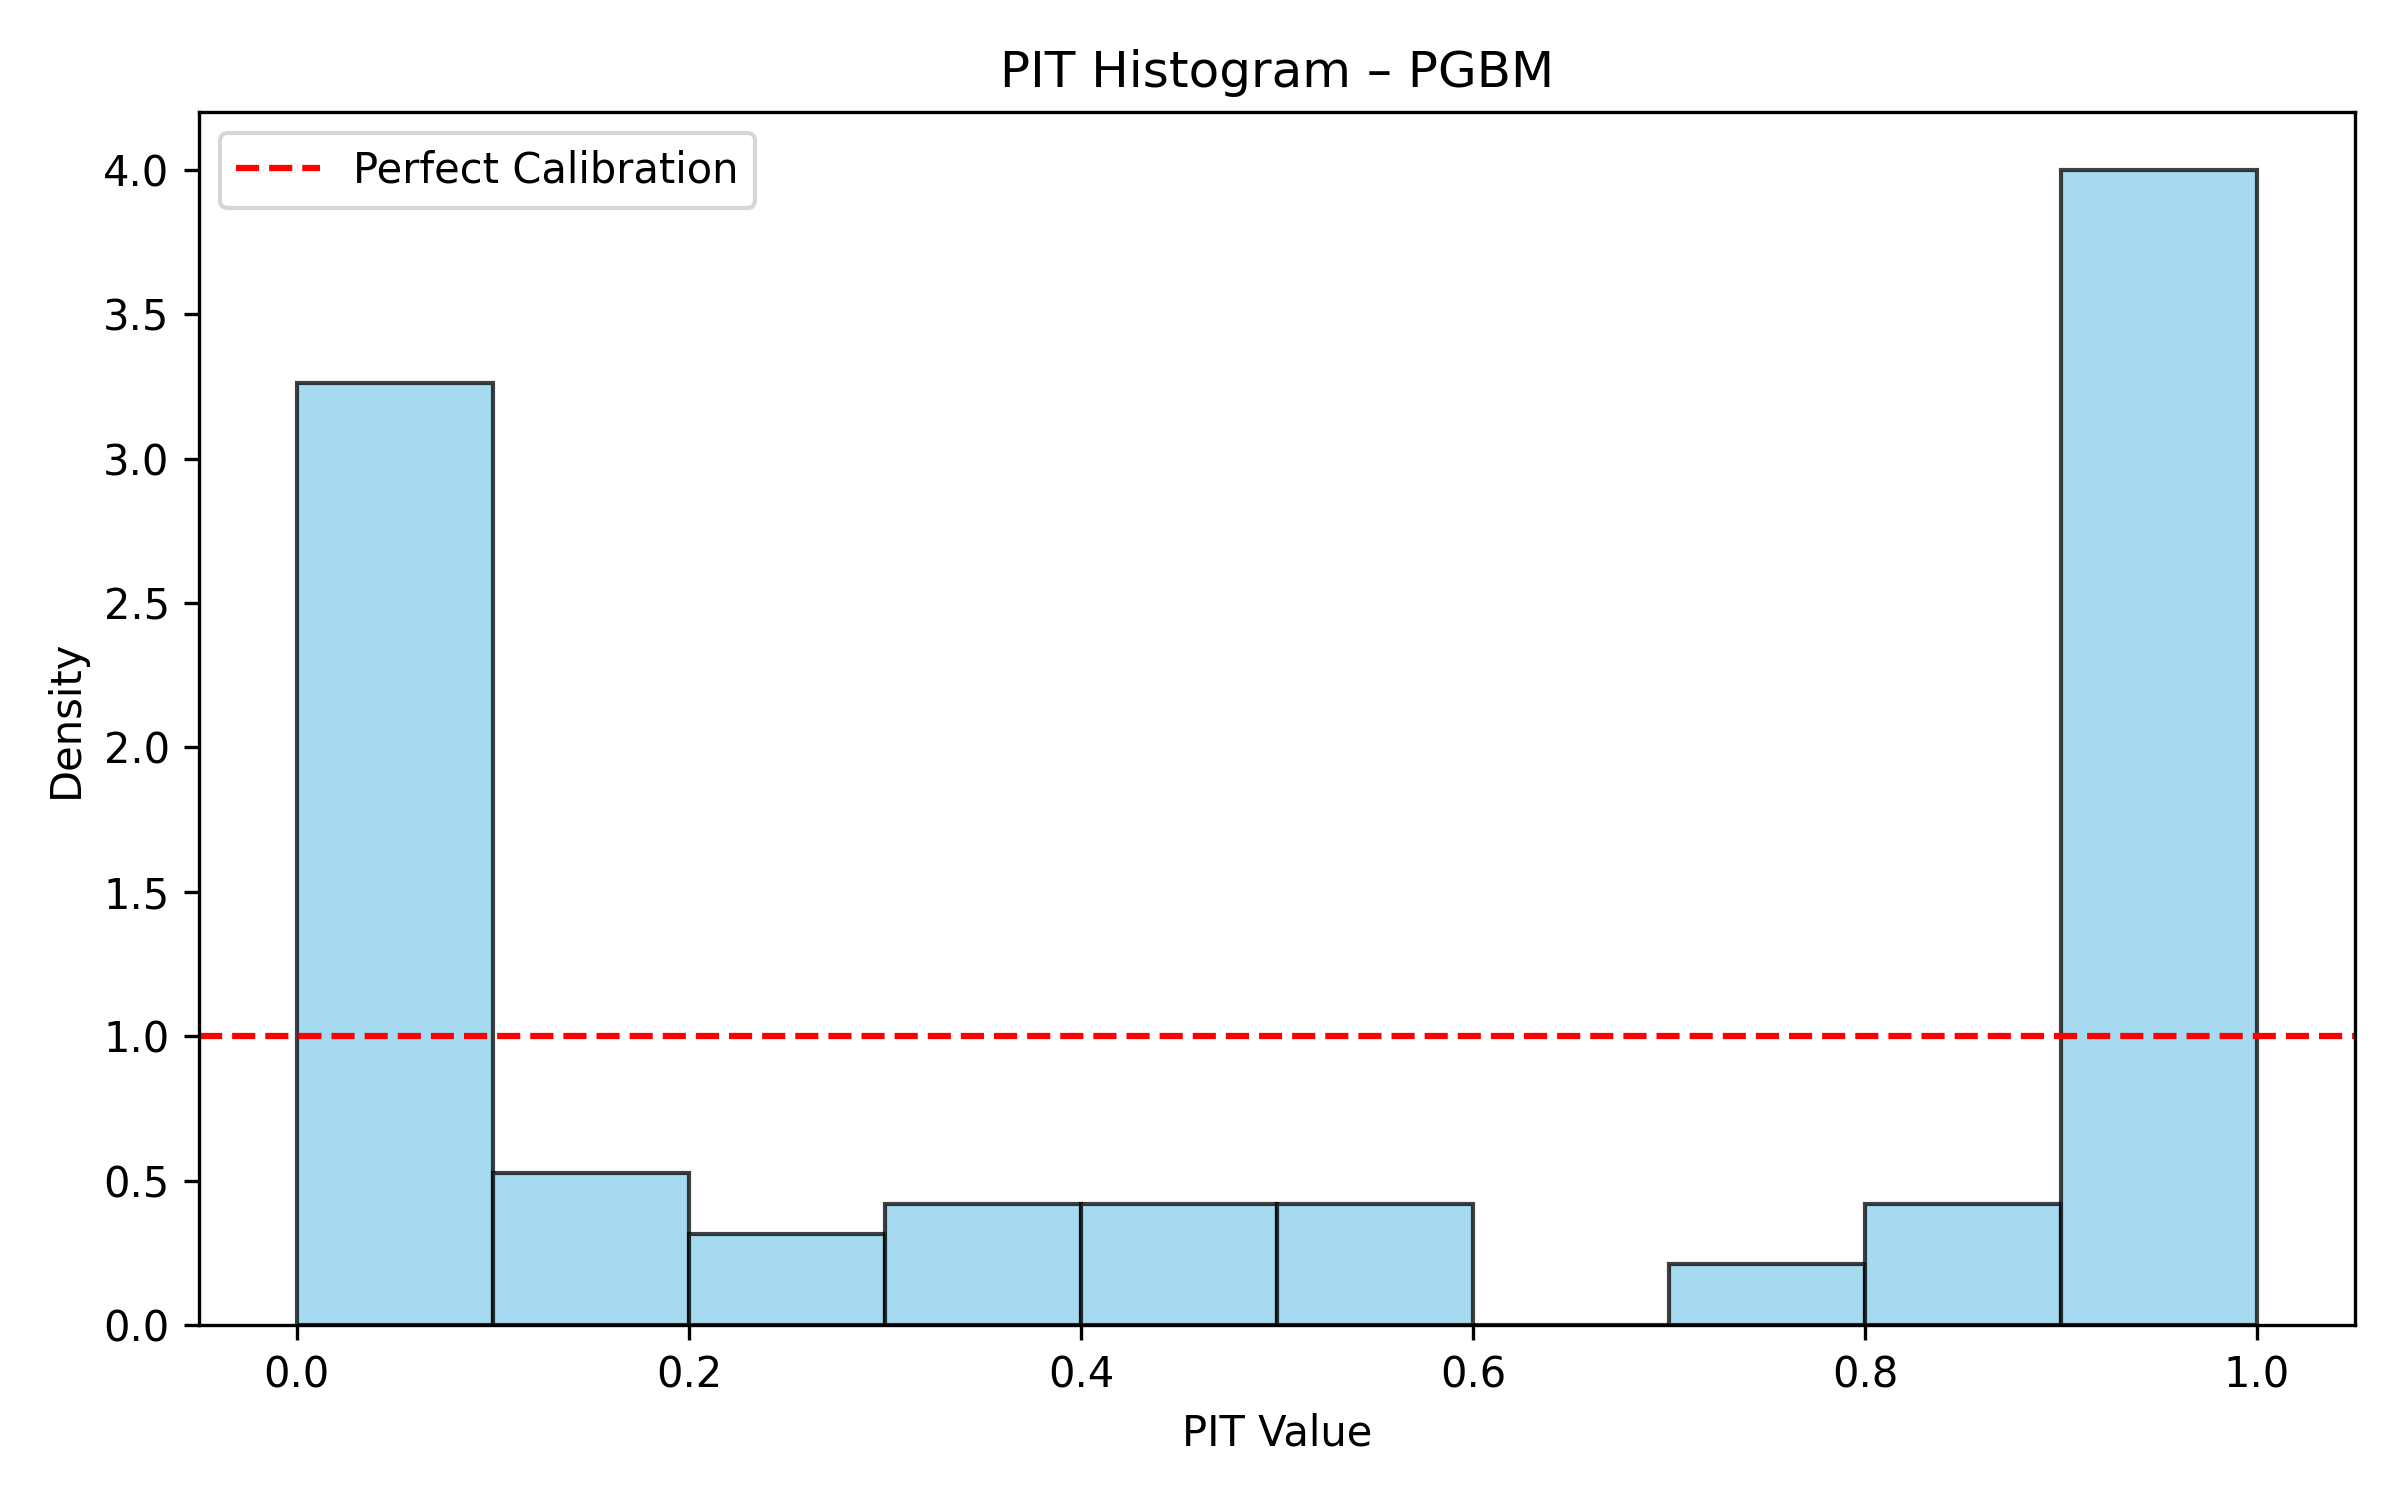 PIT Histogram – PGBM
Perfect Calibration
Density
4.0
3.5
3.0
2.5
2.0
1.5
1.0
0.5
0.0
0.0 0.2 0.4 0.6 0.8 1.0
PIT Value